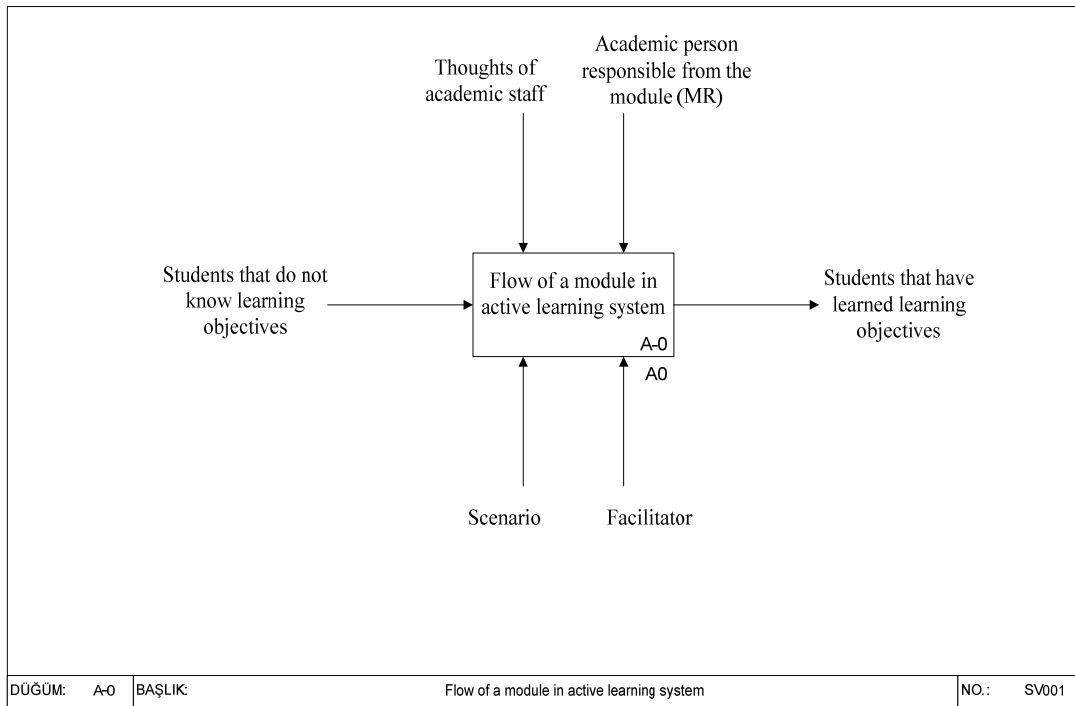 Thoughts of
academic staff
Academic person
responsible from the
module (MR)
Students that do not
know learning
objectives
Flow of a module in
active learning system
A-0
A0
Students that have
learned learning
objectives
Scenario
Facilitator
DÜĞÜM: A-0 BAŞLIK: Flow of a module in active learning system NO.: SV001